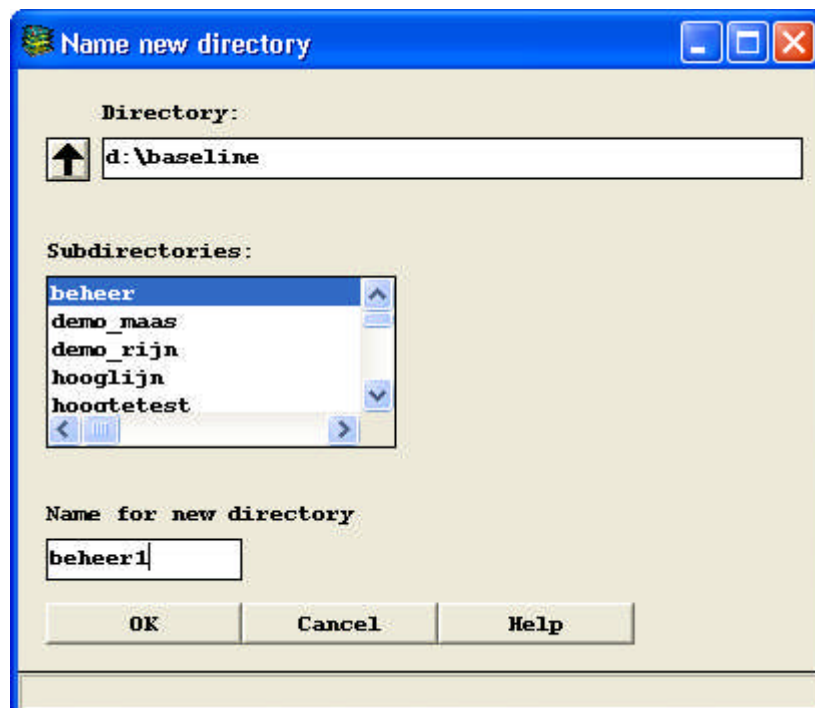 Name new directory
Directory:
d:\baseline
Subdirectories:
beheer
demo_maas
demo_rijn
hooglijn
hoogtetest
Name for new directory
beheer1
OK Cancel Help